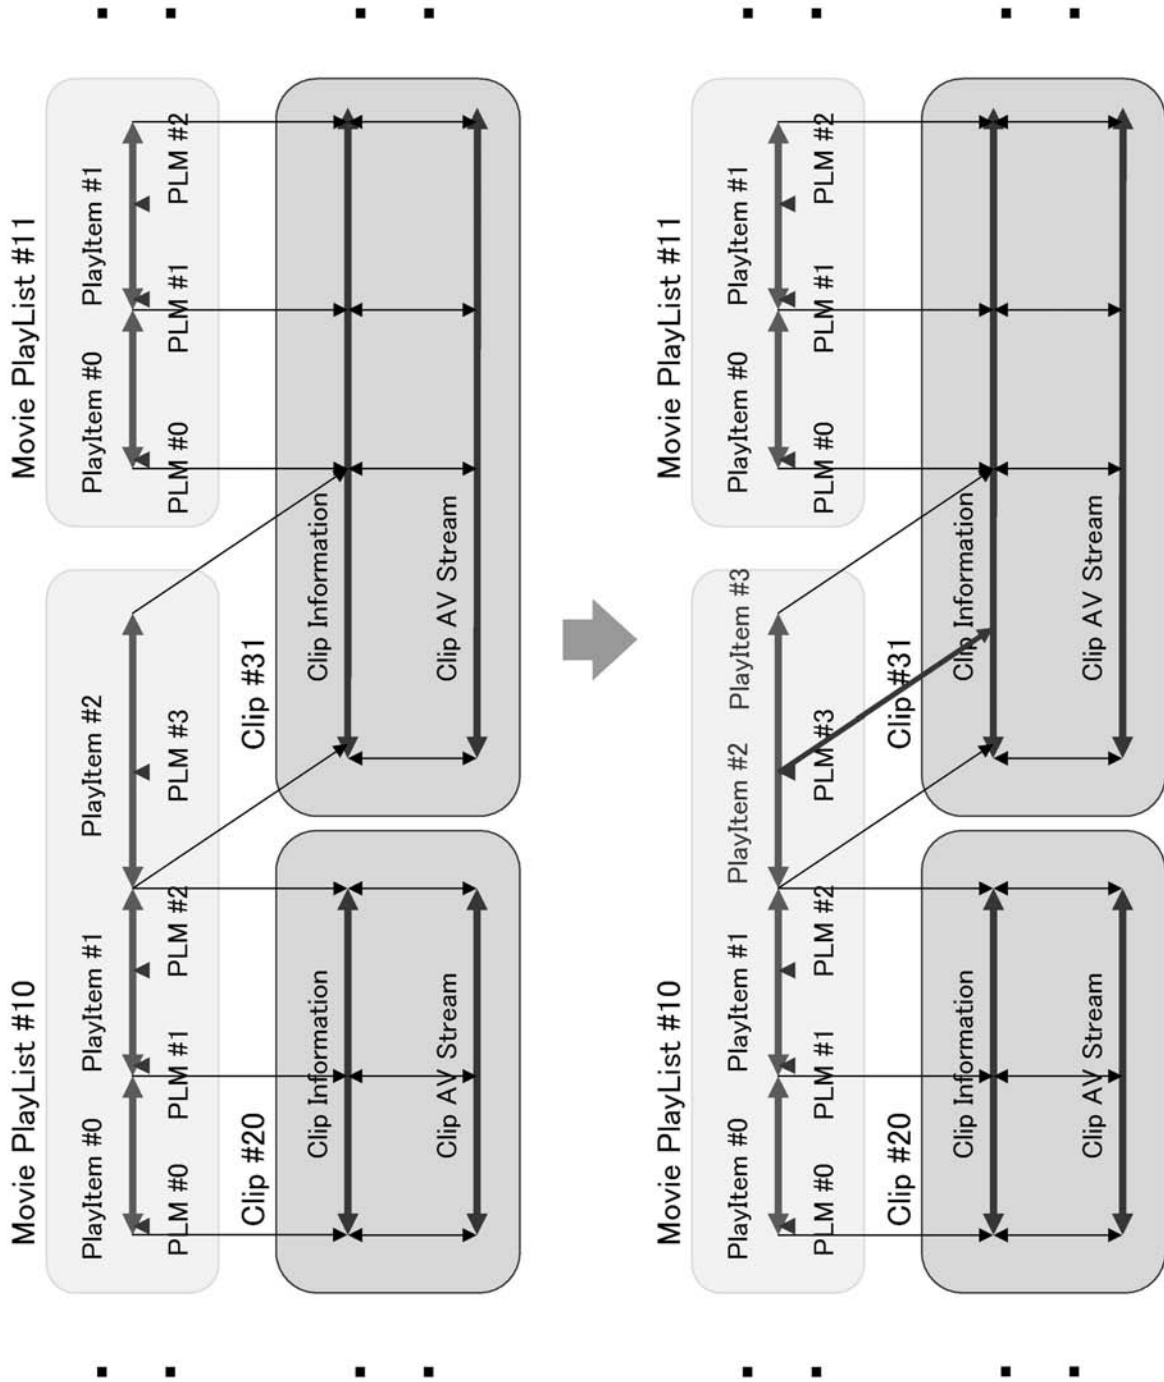 Movie PlayList #10
Movie PlayList #11
PlayItem #0
PlayItem #1
PlayItem #2
PlayItem #0
PlayItem #1
PLM #0
PLM #1
PLM #2
PLM #3
PLM #0
PLM #1
PLM #2
Clip #20
Clip #31
Clip Information
Clip Information
Clip AV Stream
Clip AV Stream
Movie PlayList #10
Movie PlayList #11
PlayItem #0
PlayItem #1
PlayItem #2
PlayItem #3
PlayItem #0
PlayItem #1
PLM #0
PLM #1
PLM #2
PLM #3
PLM #0
PLM #1
PLM #2
Clip #20
Clip #31
Clip Information
Clip Information
Clip AV Stream
Clip AV Stream